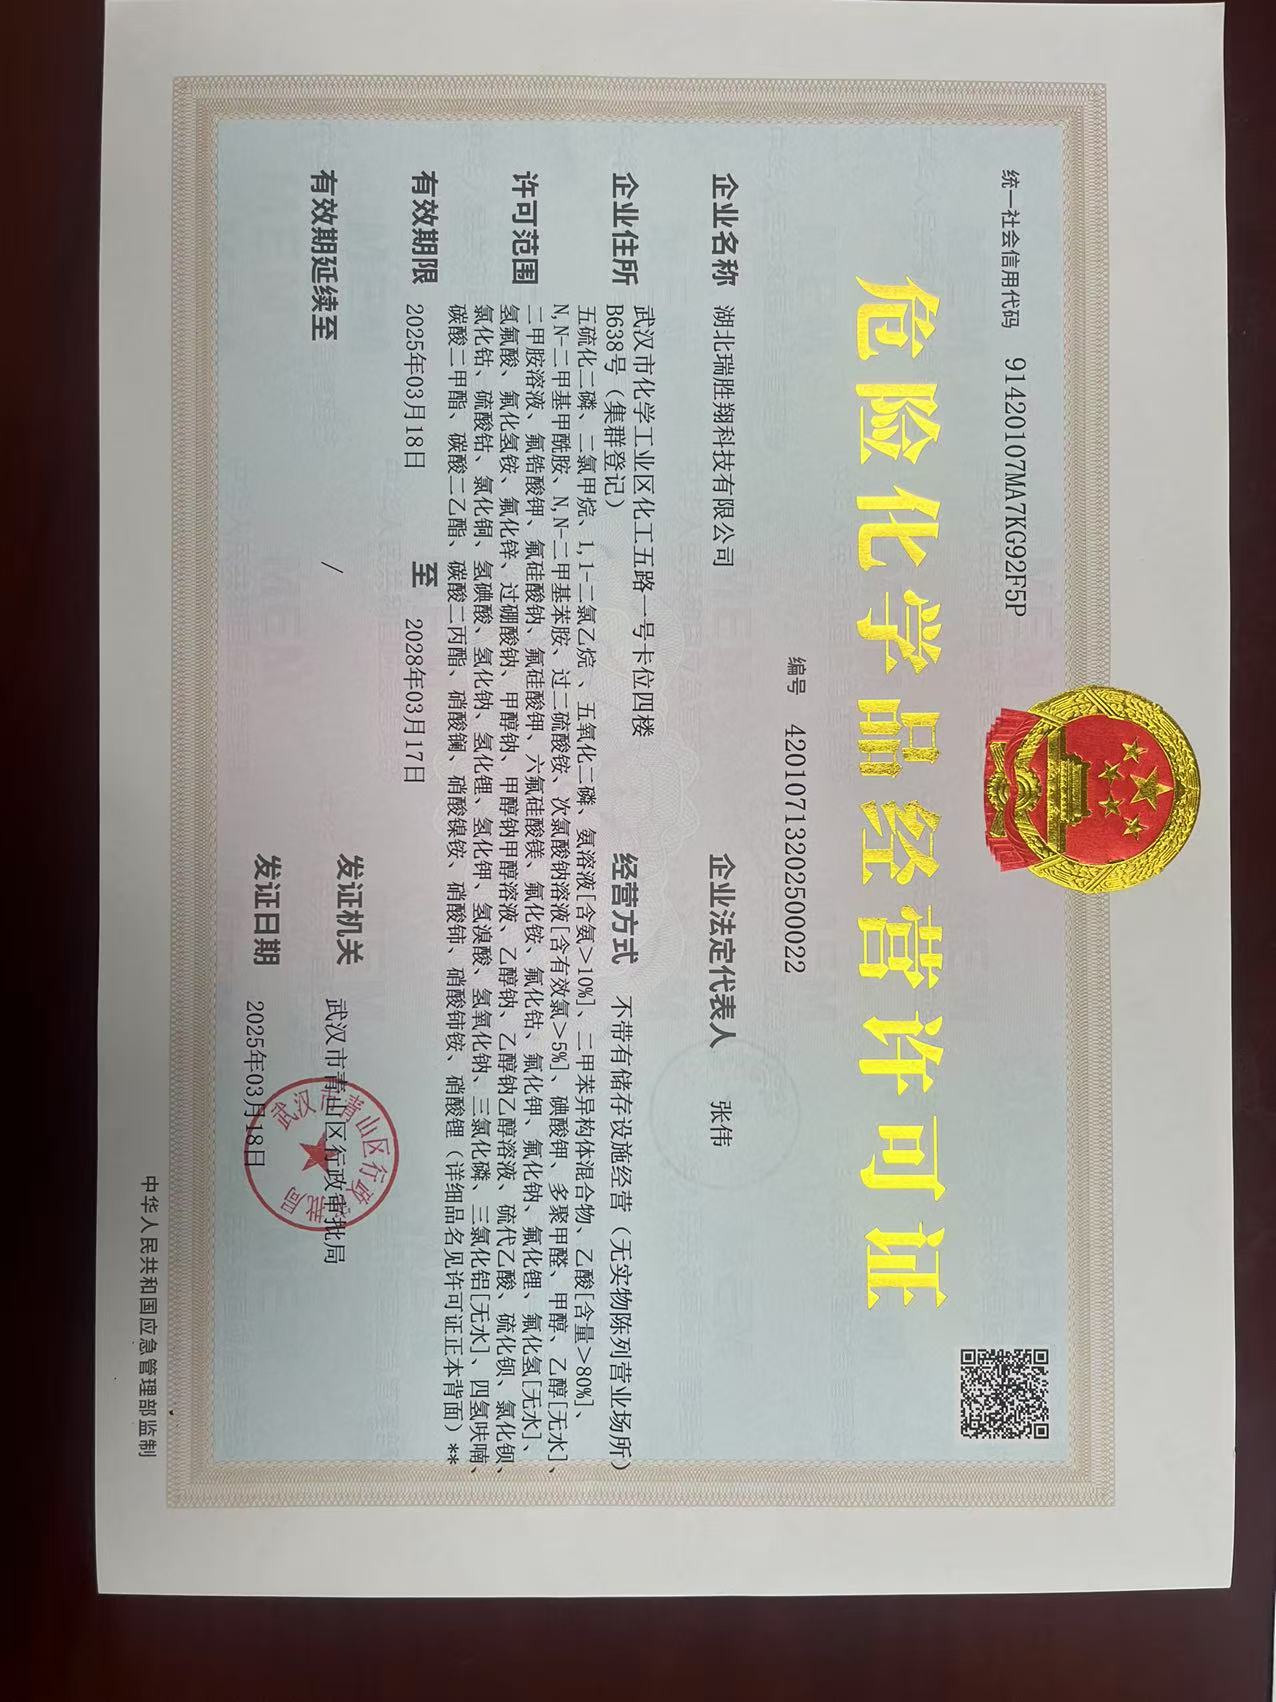 统一社会信用代码 91420107MA7KG92F5P
危险化学品经营许可证
编号 42010713202500022
企业名称 湖北瑞胜翔科技有限公司
企业法定代表人 张伟
企业住所 武汉市化学工业区化工五路一号卡位四楼
B638号（集群登记）
经营方式 不带有储存设施经营（无实物陈列营业场所）
许可范围
五硫化二磷、二氯甲烷、1,1-二氯乙烷、五氧化二磷、氨溶液[含氨>10%]、二甲苯异构体混合物、乙酸[含量>80%]、
N,N-二甲基甲酰胺、N,N-二甲基苯胺、过二硫酸铵、次氯酸钠溶液[含有效氯>5%]、碘酸钾、多聚甲醛、甲醇、乙醇[无水]、
二甲胺溶液、氟锆酸钾、氟硅酸钠、氟硅酸钾、六氟硅酸镁、氟化铵、氟化钴、氟化钾、氟化钠、氟化锂、氟化氢[无水]、
氢氟酸、氟化氢铵、氟化锌、过硼酸钠、甲醇钠、甲醇钠甲醇溶液、乙醇钠、乙醇钠乙醇溶液、硫代乙酸、硫化钡、氯化钡、
氯化钴、硫酸钴、氯化铜、氢碘酸、氢化钠、氢化锂、氢化钾、氢溴酸、氢氧化钠、三氯化磷、三氯化铝[无水]、四氢呋喃、
碳酸二甲酯、碳酸二乙酯、碳酸二丙酯、硝酸镧、硝酸镍铵、硝酸铈、硝酸铈铵、硝酸锂（详细品名见许可证正本背面）**
有效期限 2025年03月18日 至 2028年03月17日
有效期延续至 /
发证机关 武汉市青山区行政审批局
发证日期 2025年03月18日
武汉市青山区行政审批局
中华人民共和国应急管理部监制